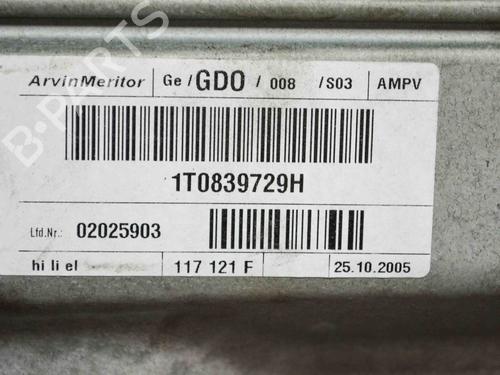 B-PARTS
ArvinMeritor Ge / GDO / 008 / S03 AMPV
1T0839729H
Lfd.Nr.: 02025903
hi li el 117 121 F 25.10.2005